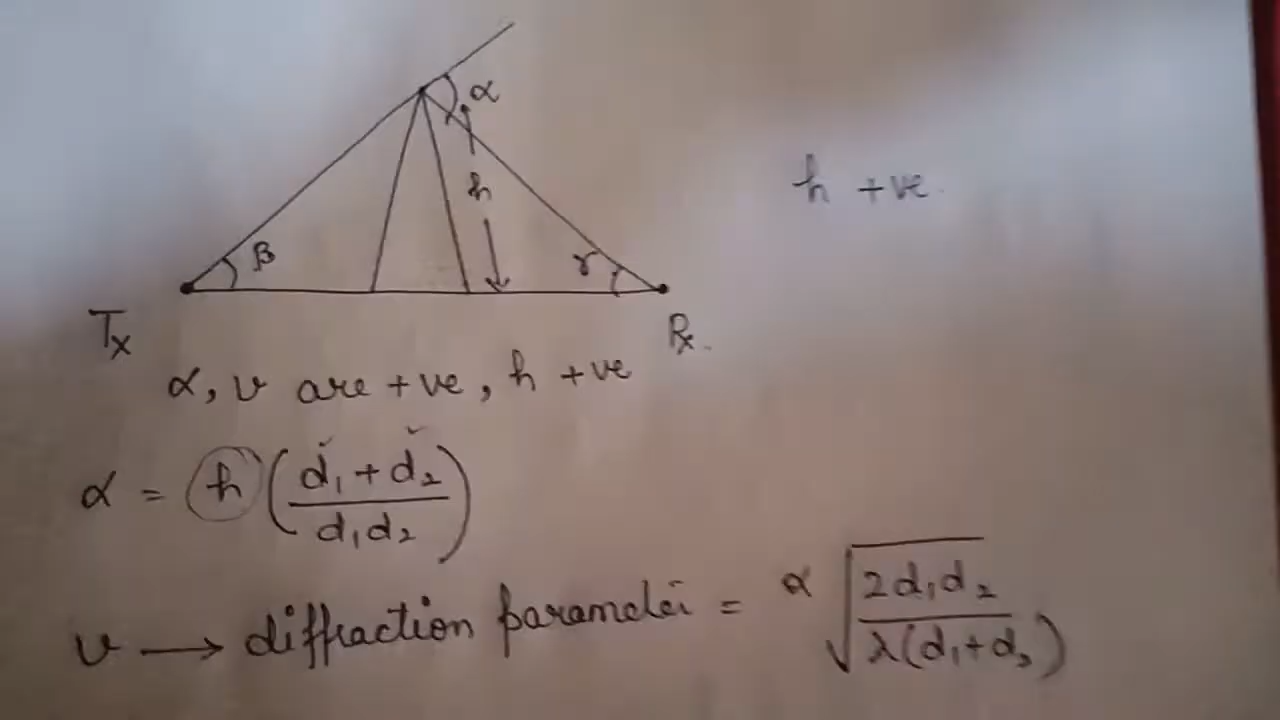 α
h
h +ve.
β
γ
Tx
Rx.
α, ν are +ve, h +ve
α = h (d₁+d₂ / d₁d₂)
ν → diffraction parameter = α √(2d₁d₂ / λ(d₁+d₂))